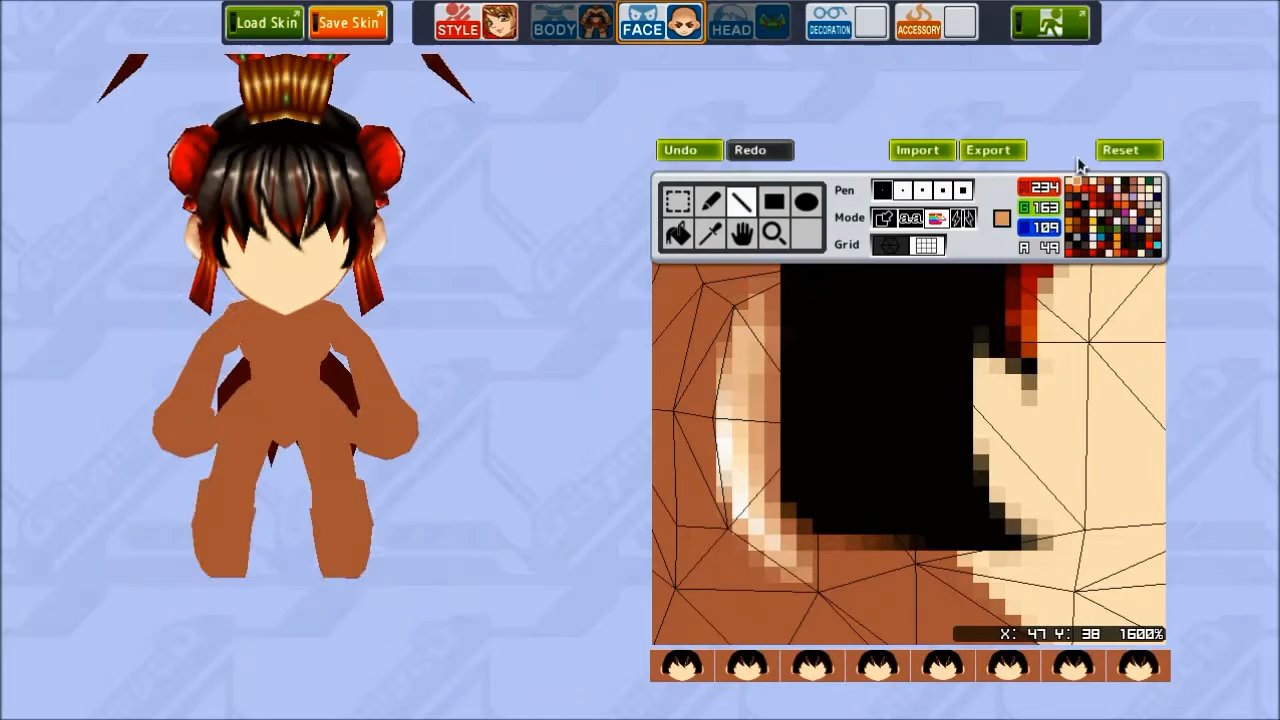 Load Skin
Save Skin
STYLE
BODY
FACE
HEAD
DECORATION
ACCESSORY
Undo
Redo
Import
Export
Reset
Pen
Mode
aa
Grid
R 234
G 163
B 109
A 49
X: 47 Y: 38 1600%